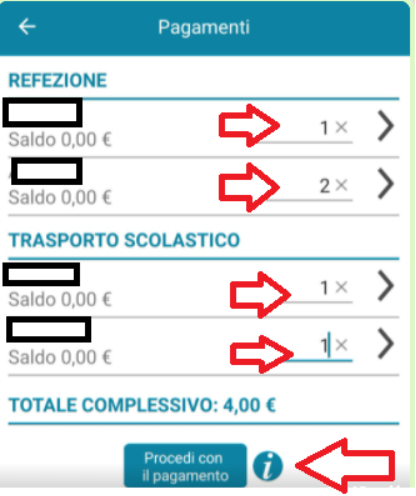 Pagamenti
REFEZIONE
1 ×
Saldo 0,00 €
2 ×
Saldo 0,00 €
TRASPORTO SCOLASTICO
1 ×
Saldo 0,00 €
1 ×
Saldo 0,00 €
TOTALE COMPLESSIVO: 4,00 €
Procedi con
il pagamento
i